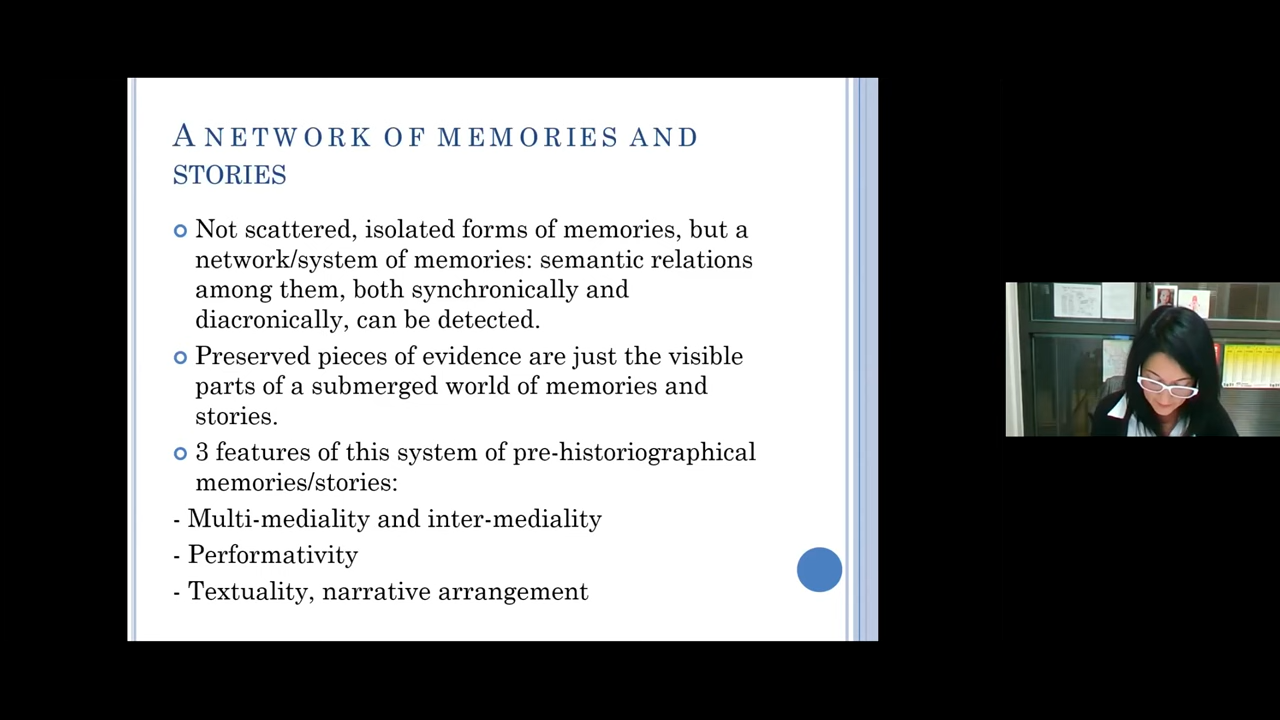 A NETWORK OF MEMORIES AND
STORIES
Not scattered, isolated forms of memories, but a
network/system of memories: semantic relations
among them, both synchronically and
diacronically, can be detected.
Preserved pieces of evidence are just the visible
parts of a submerged world of memories and
stories.
3 features of this system of pre-historiographical
memories/stories:
- Multi-mediality and inter-mediality
- Performativity
- Textuality, narrative arrangement